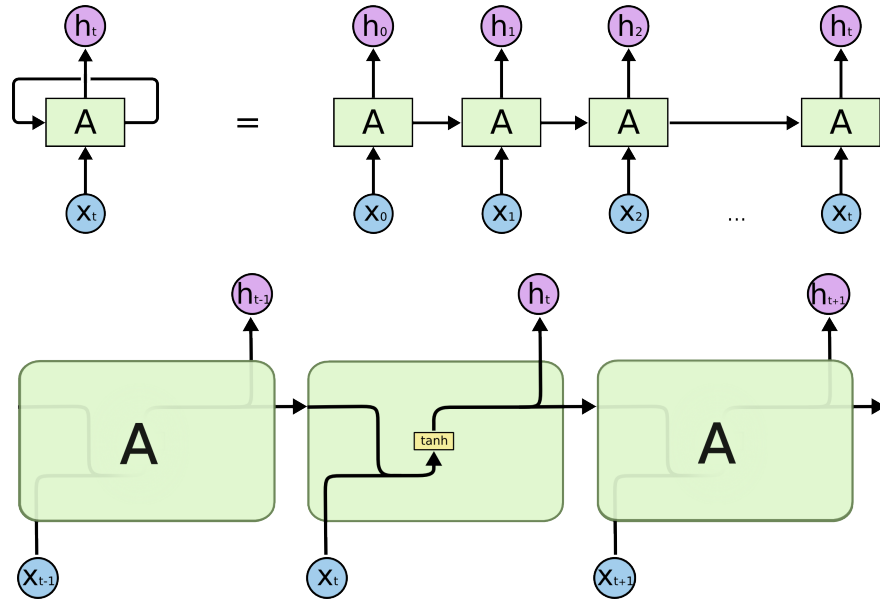 hₜ h₀ h₁ h₂ hₜ
A = A A A A
xₜ x₀ x₁ x₂ ... xₜ
hₜ₋₁ hₜ hₜ₊₁
A tanh A
xₜ₋₁ xₜ xₜ₊₁